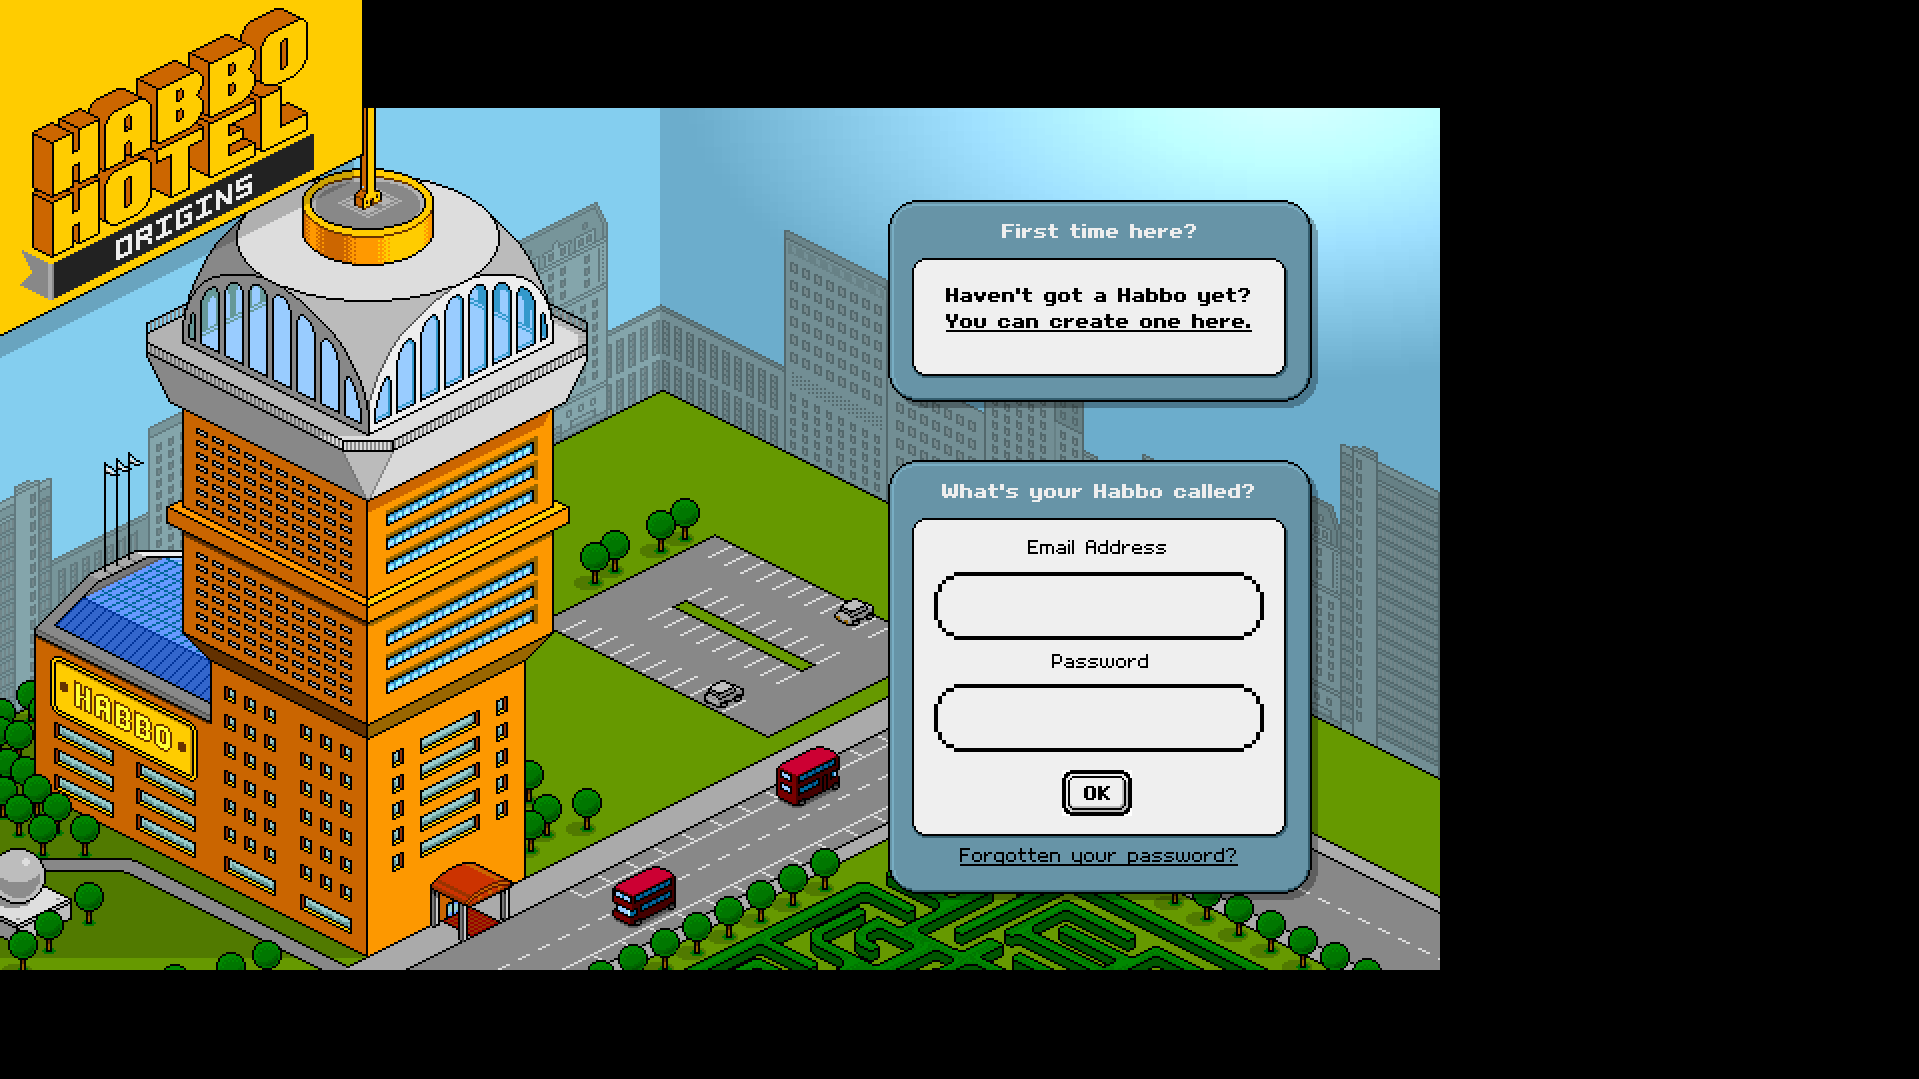 HABBO
HOTEL
ORIGINS
First time here?
Haven't got a Habbo yet?
You can create one here.
What's your Habbo called?
Email Address
Password
OK
Forgotten your password?
HABBO